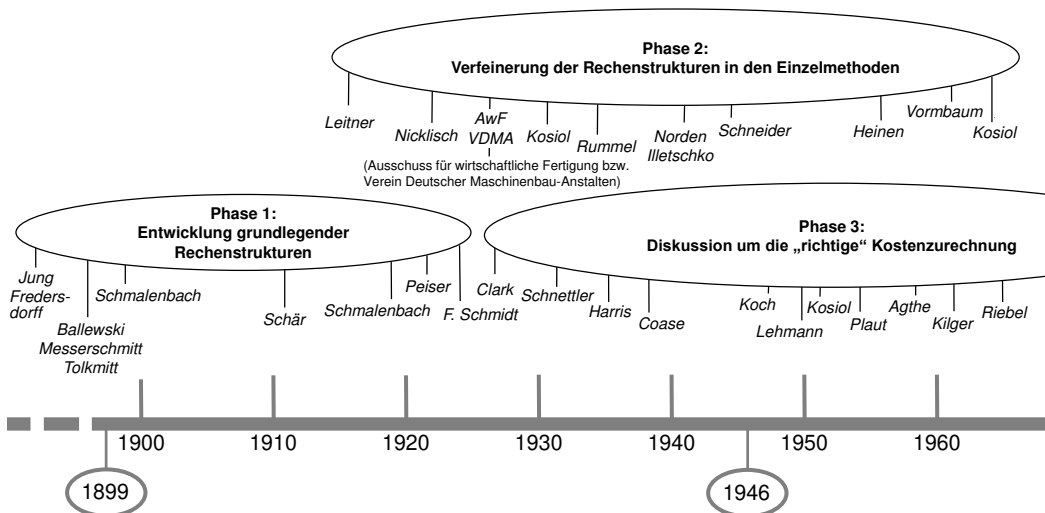 Phase 2:
Verfeinerung der Rechenstrukturen in den Einzelmethoden
Leitner
Nicklisch
AwF
VDMA
Kosiol
Rummel
Norden
Illetschko
Schneider
Heinen
Vormbaum
Kosiol
(Ausschuss für wirtschaftliche Fertigung bzw.
Verein Deutscher Maschinenbau-Anstalten)
Phase 1:
Entwicklung grundlegender
Rechenstrukturen
Jung
Fredersdorff
Ballewski
Messerschmitt
Tolkmitt
Schmalenbach
Schär
Schmalenbach
Peiser
F. Schmidt
Phase 3:
Diskussion um die „richtige“ Kostenzurechnung
Clark
Schnettler
Harris
Coase
Koch
Lehmann
Kosiol
Plaut
Agthe
Kilger
Riebel
1900
1910
1920
1930
1940
1950
1960
1899
1946